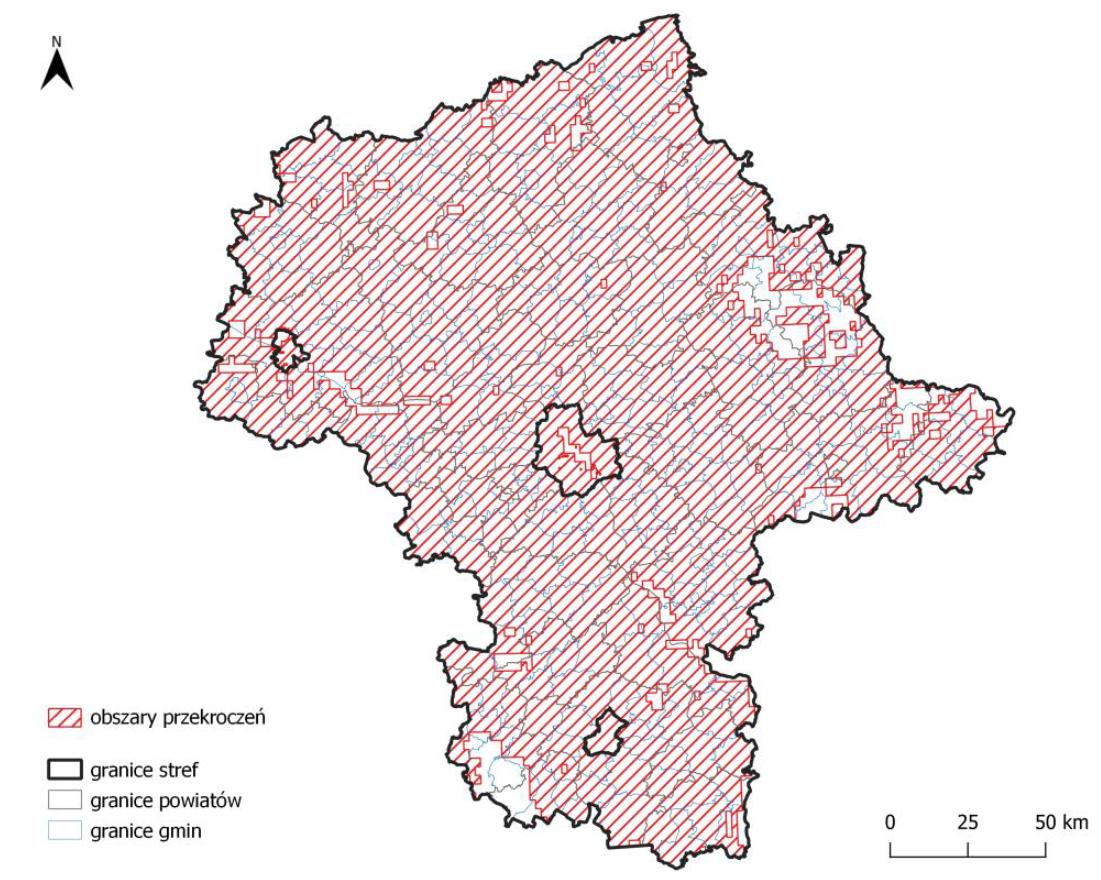 N
obszary przekroczeń
granice stref
granice powiatów
granice gmin
0 25 50 km